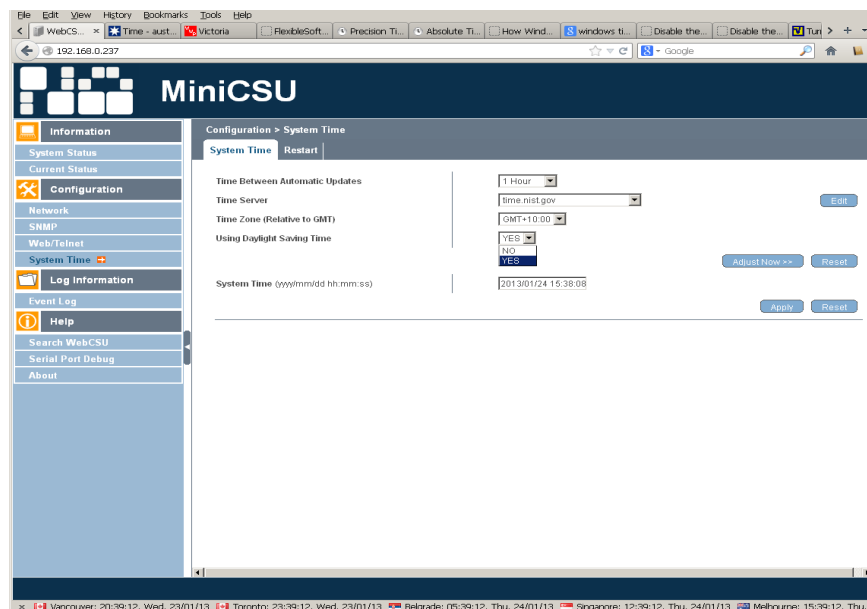 File Edit View History Bookmarks Tools Help
WebCS... × Time - aust... Victoria FlexibleSoft... Precision Ti... Absolute Ti... How Wind... windows ti... Disable the... Disable the... Tun
192.168.0.237 Google
MiniCSU
Information
System Status
Current Status
Configuration
Network
SNMP
Web/Telnet
System Time
Log Information
Event Log
Help
Search WebCSU
Serial Port Debug
About
Configuration > System Time
System Time Restart
Time Between Automatic Updates 1 Hour
Time Server time.nist.gov Edit
Time Zone (Relative to GMT) GMT+10:00
Using Daylight Saving Time YES
NO
YES
Adjust Now >> Reset
System Time (yyyy/mm/dd hh:mm:ss) 2013/01/24 15:38:08
Apply Reset
× Vancouver: 20:39:12, Wed, 23/01/13 Toronto: 23:39:12, Wed, 23/01/13 Belgrade: 05:39:12, Thu, 24/01/13 Singapore: 12:39:12, Thu, 24/01/13 Melbourne: 15:39:12, Thu,